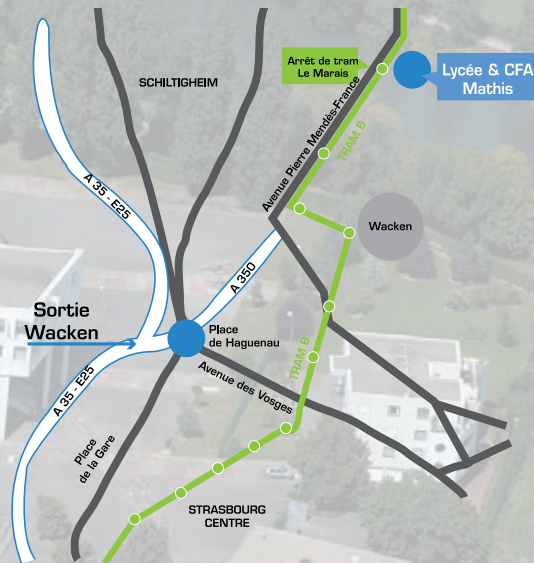 Arrêt de tram
Le Marais
Lycée & CFA
Mathis
SCHILTIGHEIM
Avenue Pierre Mendès-France
TRAM B
A 35 - E25
Wacken
A 350
Sortie
Wacken
Place
de Haguenau
TRAM B
Avenue des Vosges
A 35 - E25
Place
de la Gare
STRASBOURG
CENTRE